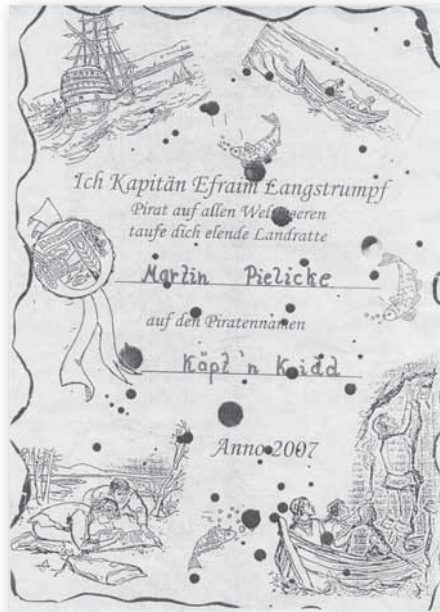 Ich Kapitän Efraim Langstrumpf
Pirat auf allen Weltmeeren
taufe dich elende Landratte
Martin Pielicke
auf den Piratennamen
Käpt'n Kidd
Anno 2007